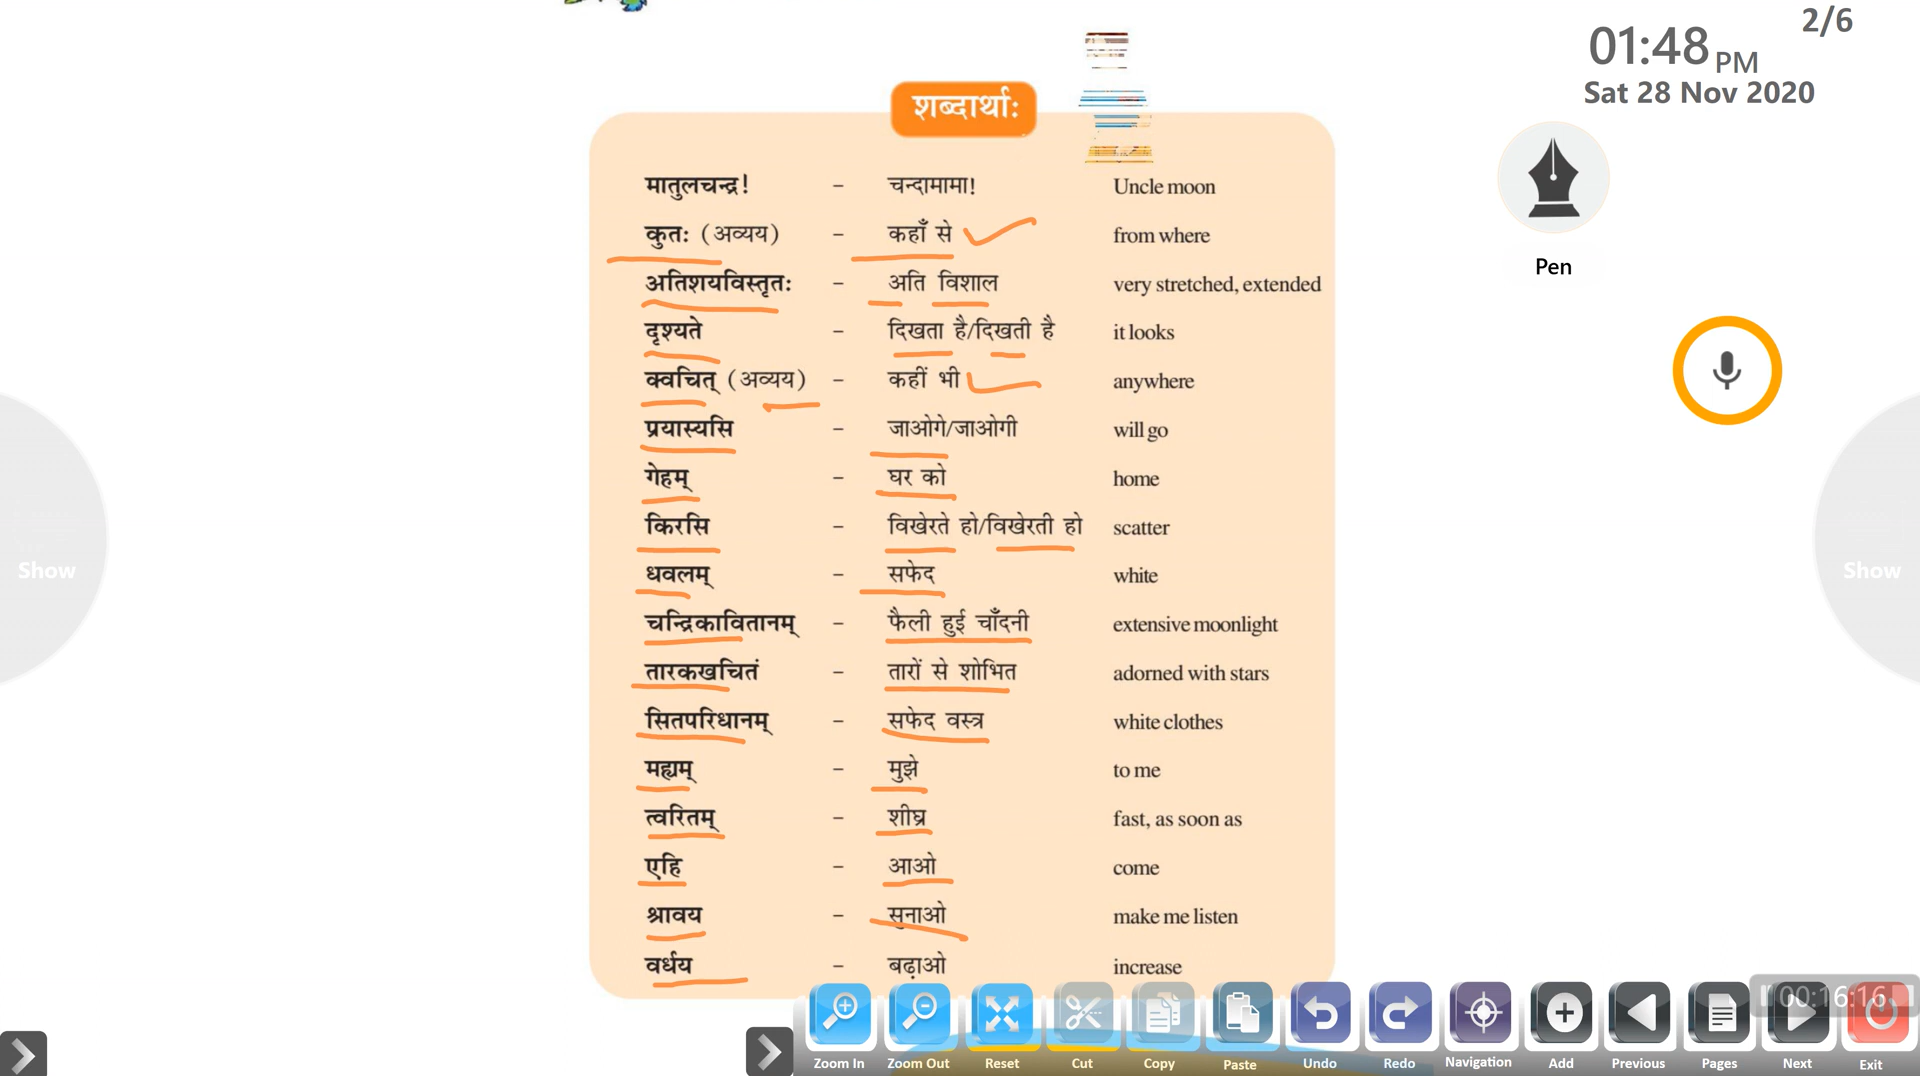 2/6
01:48 PM
Sat 28 Nov 2020
शब्दार्थाः
मातुलचन्द्र! - चन्दामामा! Uncle moon
कुतः (अव्यय) - कहाँ से from where
अतिशयविस्तृतः - अति विशाल very stretched, extended
दृश्यते - दिखता है/दिखती है it looks
क्वचित् (अव्यय) - कहीं भी anywhere
प्रयास्यसि - जाओगे/जाओगी will go
गेहम् - घर को home
किरसि - विखेरते हो/विखेरती हो scatter
धवलम् - सफेद white
चन्द्रिकावितानम् - फैली हुई चाँदनी extensive moonlight
तारकखचितं - तारों से शोभित adorned with stars
सितपरिधानम् - सफेद वस्त्र white clothes
मह्यम् - मुझे to me
त्वरितम् - शीघ्र fast, as soon as
एहि - आओ come
श्रावय - सुनाओ make me listen
वर्धय - बढ़ाओ increase
Pen
Show
Show
00:16:16
Zoom In Zoom Out Reset Cut Copy Paste Undo Redo Navigation Add Previous Pages Next Exit